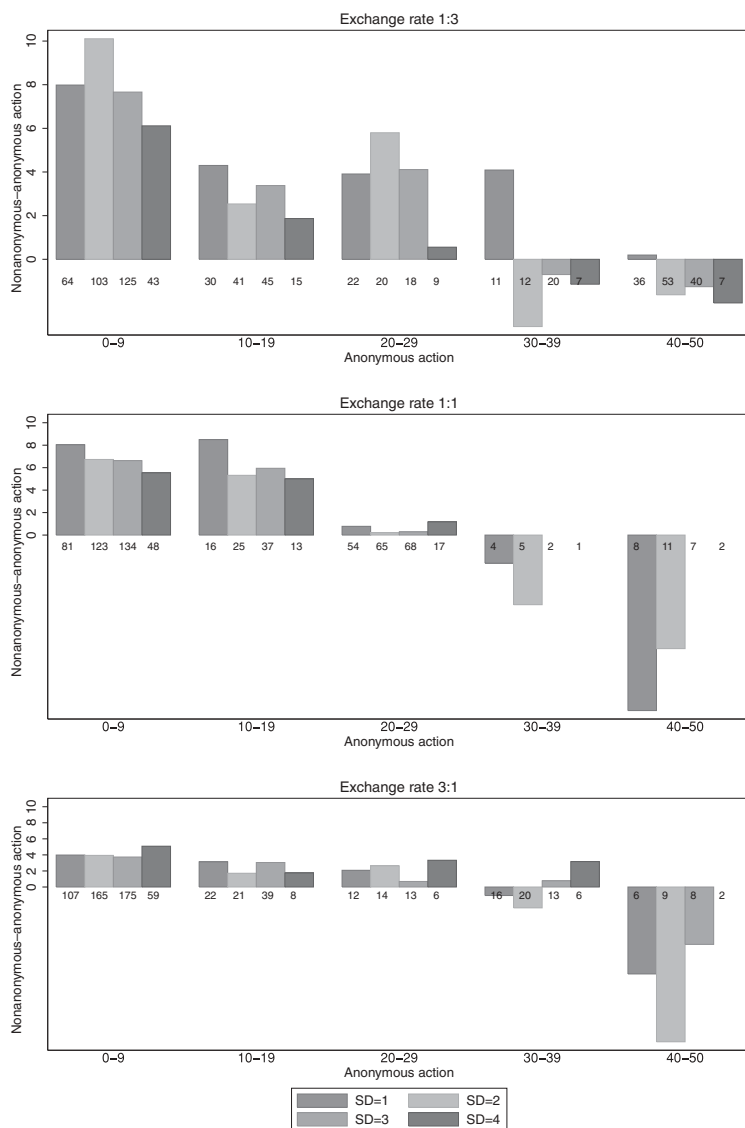 Exchange rate 1:3
Nonanonymous–anonymous action
10
8
6
4
2
0
64 103 125 43 30 41 45 15 22 20 18 9 11 12 20 7 36 53 40 7
0–9 10–19 20–29 30–39 40–50
Anonymous action
Exchange rate 1:1
Nonanonymous–anonymous action
10
8
6
4
2
0
81 123 134 48 16 25 37 13 54 65 68 17 4 5 2 1 8 11 7 2
0–9 10–19 20–29 30–39 40–50
Anonymous action
Exchange rate 3:1
Nonanonymous–anonymous action
10
8
6
4
2
0
107 165 175 59 22 21 39 8 12 14 13 6 16 20 13 6 6 9 8 2
0–9 10–19 20–29 30–39 40–50
Anonymous action
SD=1 SD=2
SD=3 SD=4